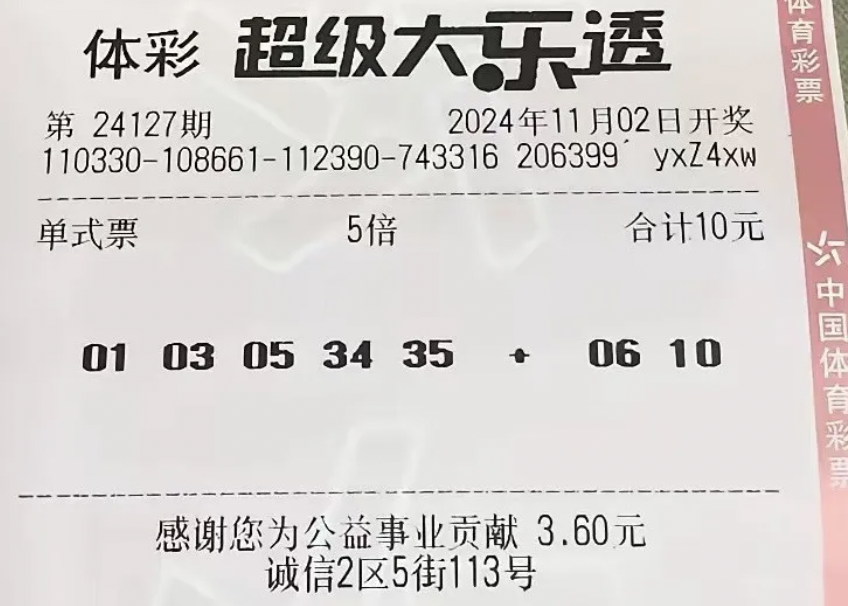 体彩 超级大乐透
第 24127期 2024年11月02日开奖
110330-108661-112390-743316 206399 yxZ4xw
单式票 5倍 合计10元
01 03 05 34 35 + 06 10
感谢您为公益事业贡献 3.60元
诚信2区5街113号
体育彩票
中国体育彩票